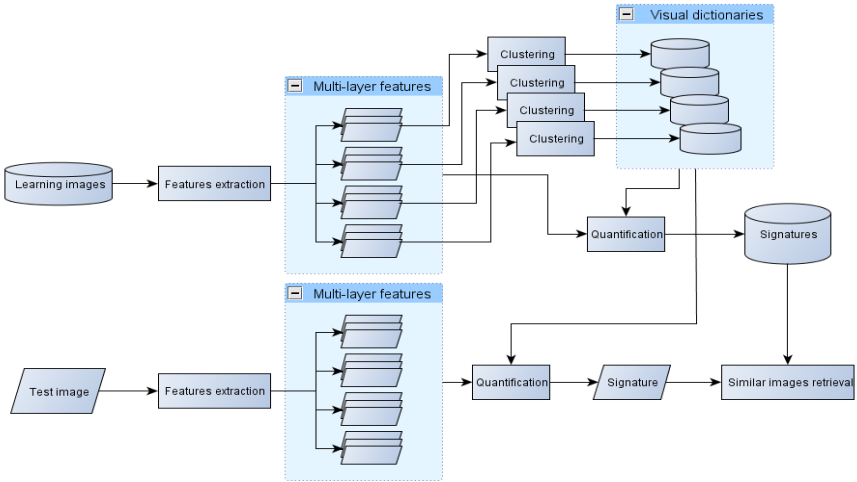 Visual dictionaries
Clustering
Clustering
Clustering
Clustering
Multi-layer features
Learning images
Features extraction
Quantification
Signatures
Multi-layer features
Test image
Features extraction
Quantification
Signature
Similar images retrieval